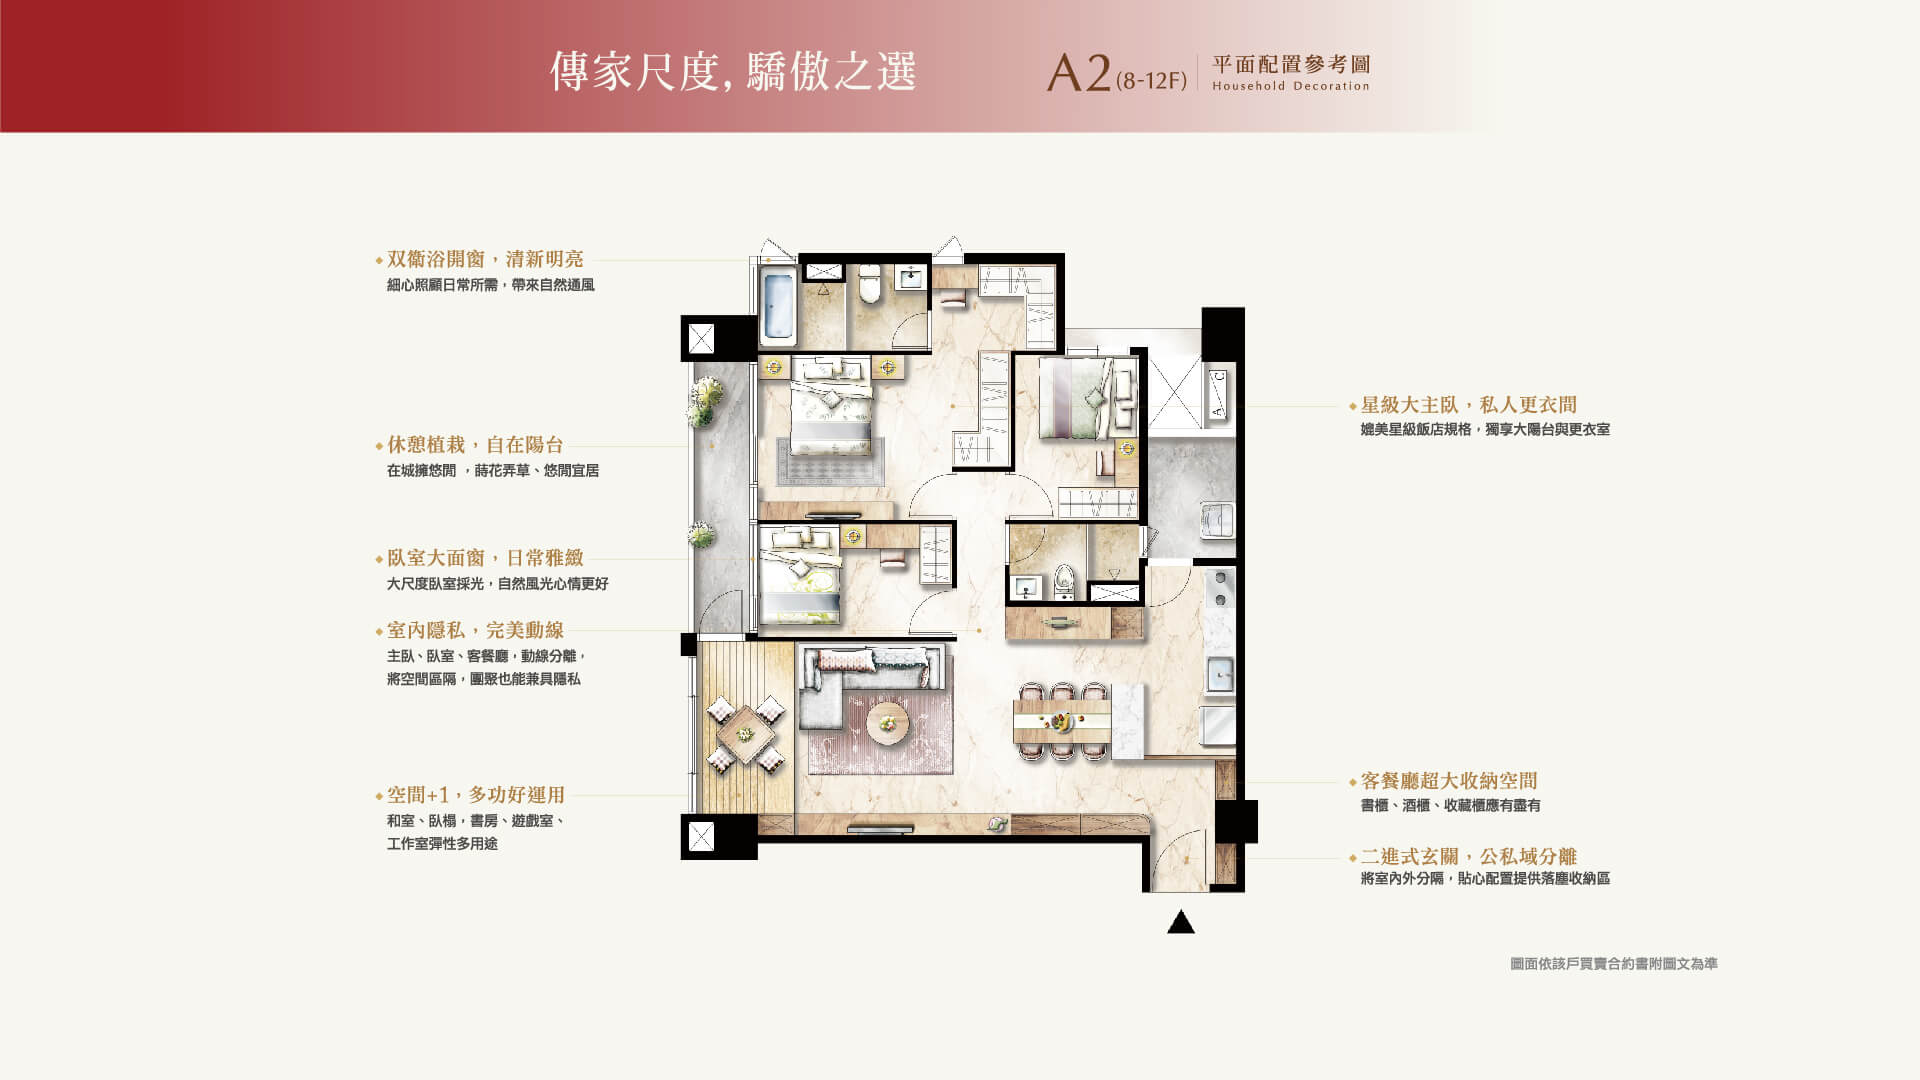 傳家尺度, 驕傲之選
A2 (8-12F)
平面配置參考圖
Household Decoration
双衛浴開窗，清新明亮
細心照顧日常所需，帶來自然通風
休憩植栽，自在陽台
在城擁悠閒 ，蒔花弄草、悠閒宜居
臥室大面窗，日常雅緻
大尺度臥室採光，自然風光心情更好
室內隱私，完美動線
主臥、臥室、客餐廳，動線分離，
將空間區隔，團聚也能兼具隱私
空間+1，多功好運用
和室、臥榻，書房、遊戲室、
工作室彈性多用途
AC
星級大主臥，私人更衣間
媲美星級飯店規格，獨享大陽台與更衣室
客餐廳超大收納空間
書櫃、酒櫃、收藏櫃應有盡有
二進式玄關，公私域分離
將室內外分隔，貼心配置提供落塵收納區
圖面依該戶買賣合約書附圖文為準